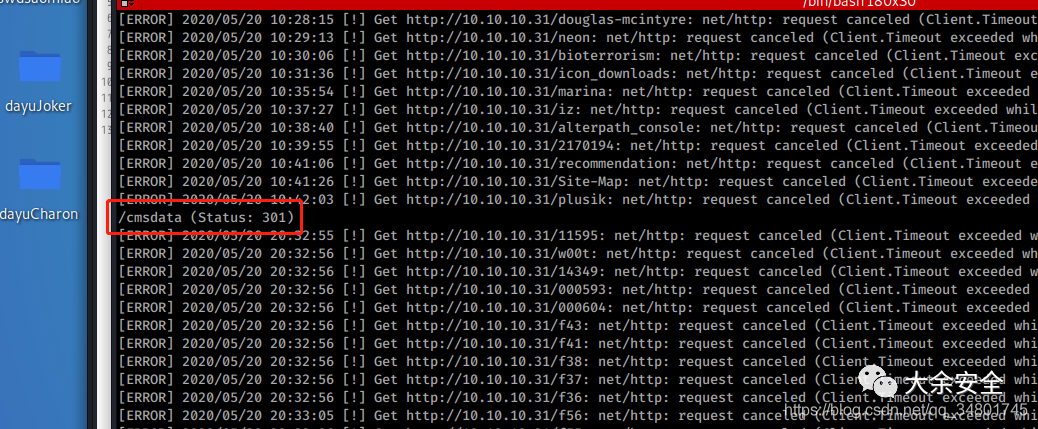 /bin/bash 180x30
[ERROR] 2020/05/20 10:28:15 [!] Get http://10.10.10.31/douglas-mcintyre: net/http: request canceled (Client.Timeout
[ERROR] 2020/05/20 10:29:13 [!] Get http://10.10.10.31/neon: net/http: request canceled (Client.Timeout exceeded wh
[ERROR] 2020/05/20 10:30:06 [!] Get http://10.10.10.31/bioterrorism: net/http: request canceled (Client.Timeout exc
[ERROR] 2020/05/20 10:31:36 [!] Get http://10.10.10.31/icon_downloads: net/http: request canceled (Client.Timeout e
[ERROR] 2020/05/20 10:35:54 [!] Get http://10.10.10.31/marina: net/http: request canceled (Client.Timeout exceeded
[ERROR] 2020/05/20 10:37:27 [!] Get http://10.10.10.31/iz: net/http: request canceled (Client.Timeout exceeded whil
[ERROR] 2020/05/20 10:38:40 [!] Get http://10.10.10.31/alterpath_console: net/http: request canceled (Client.Timeou
[ERROR] 2020/05/20 10:39:55 [!] Get http://10.10.10.31/2170194: net/http: request canceled (Client.Timeout exceeded
[ERROR] 2020/05/20 10:41:06 [!] Get http://10.10.10.31/recommendation: net/http: request canceled (Client.Timeout e
[ERROR] 2020/05/20 10:41:26 [!] Get http://10.10.10.31/Site-Map: net/http: request canceled (Client.Timeout exceede
[ERROR] 2020/05/20 10:42:03 [!] Get http://10.10.10.31/plusik: net/http: request canceled (Client.Timeout exceeded
/cmsdata (Status: 301)
[ERROR] 2020/05/20 20:32:55 [!] Get http://10.10.10.31/11595: net/http: request canceled (Client.Timeout exceeded w
[ERROR] 2020/05/20 20:32:56 [!] Get http://10.10.10.31/w00t: net/http: request canceled (Client.Timeout exceeded wh
[ERROR] 2020/05/20 20:32:56 [!] Get http://10.10.10.31/14349: net/http: request canceled (Client.Timeout exceeded w
[ERROR] 2020/05/20 20:32:56 [!] Get http://10.10.10.31/000593: net/http: request canceled (Client.Timeout exceeded
[ERROR] 2020/05/20 20:32:56 [!] Get http://10.10.10.31/000604: net/http: request canceled (Client.Timeout exceeded
[ERROR] 2020/05/20 20:32:56 [!] Get http://10.10.10.31/f43: net/http: request canceled (Client.Timeout exceeded whi
[ERROR] 2020/05/20 20:32:56 [!] Get http://10.10.10.31/f41: net/http: request canceled (Client.Timeout exceeded whi
[ERROR] 2020/05/20 20:32:56 [!] Get http://10.10.10.31/f38: net/http: request canceled (Client.Timeout exceeded whi
[ERROR] 2020/05/20 20:32:56 [!] Get http://10.10.10.31/f37: net/http: request canceled (Client.Timeout exceeded whi
[ERROR] 2020/05/20 20:32:56 [!] Get http://10.10.10.31/f36: net/http: request canceled
[ERROR] 2020/05/20 20:33:05 [!] Get http://10.10.10.31/f56: net/http: request canceled
dayuJoker
dayuCharon
大余安全
https://blog.csdn.net/qq_34801745